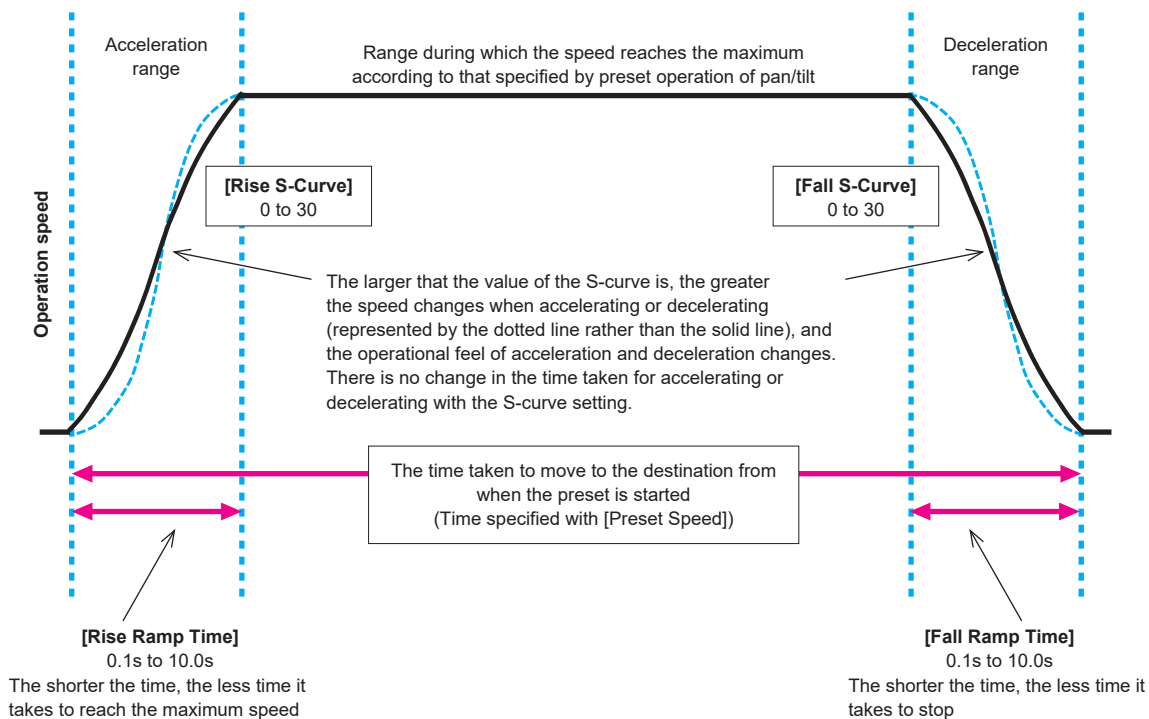 Acceleration
range
Range during which the speed reaches the maximum
according to that specified by preset operation of pan/tilt
Deceleration
range
Operation speed
[Rise S-Curve]
0 to 30
[Fall S-Curve]
0 to 30
The larger that the value of the S-curve is, the greater
the speed changes when accelerating or decelerating
(represented by the dotted line rather than the solid line), and
the operational feel of acceleration and deceleration changes.
There is no change in the time taken for accelerating or
decelerating with the S-curve setting.
The time taken to move to the destination from
when the preset is started
(Time specified with [Preset Speed])
[Rise Ramp Time]
0.1s to 10.0s
The shorter the time, the less time it
takes to reach the maximum speed
[Fall Ramp Time]
0.1s to 10.0s
The shorter the time, the less time it
takes to stop